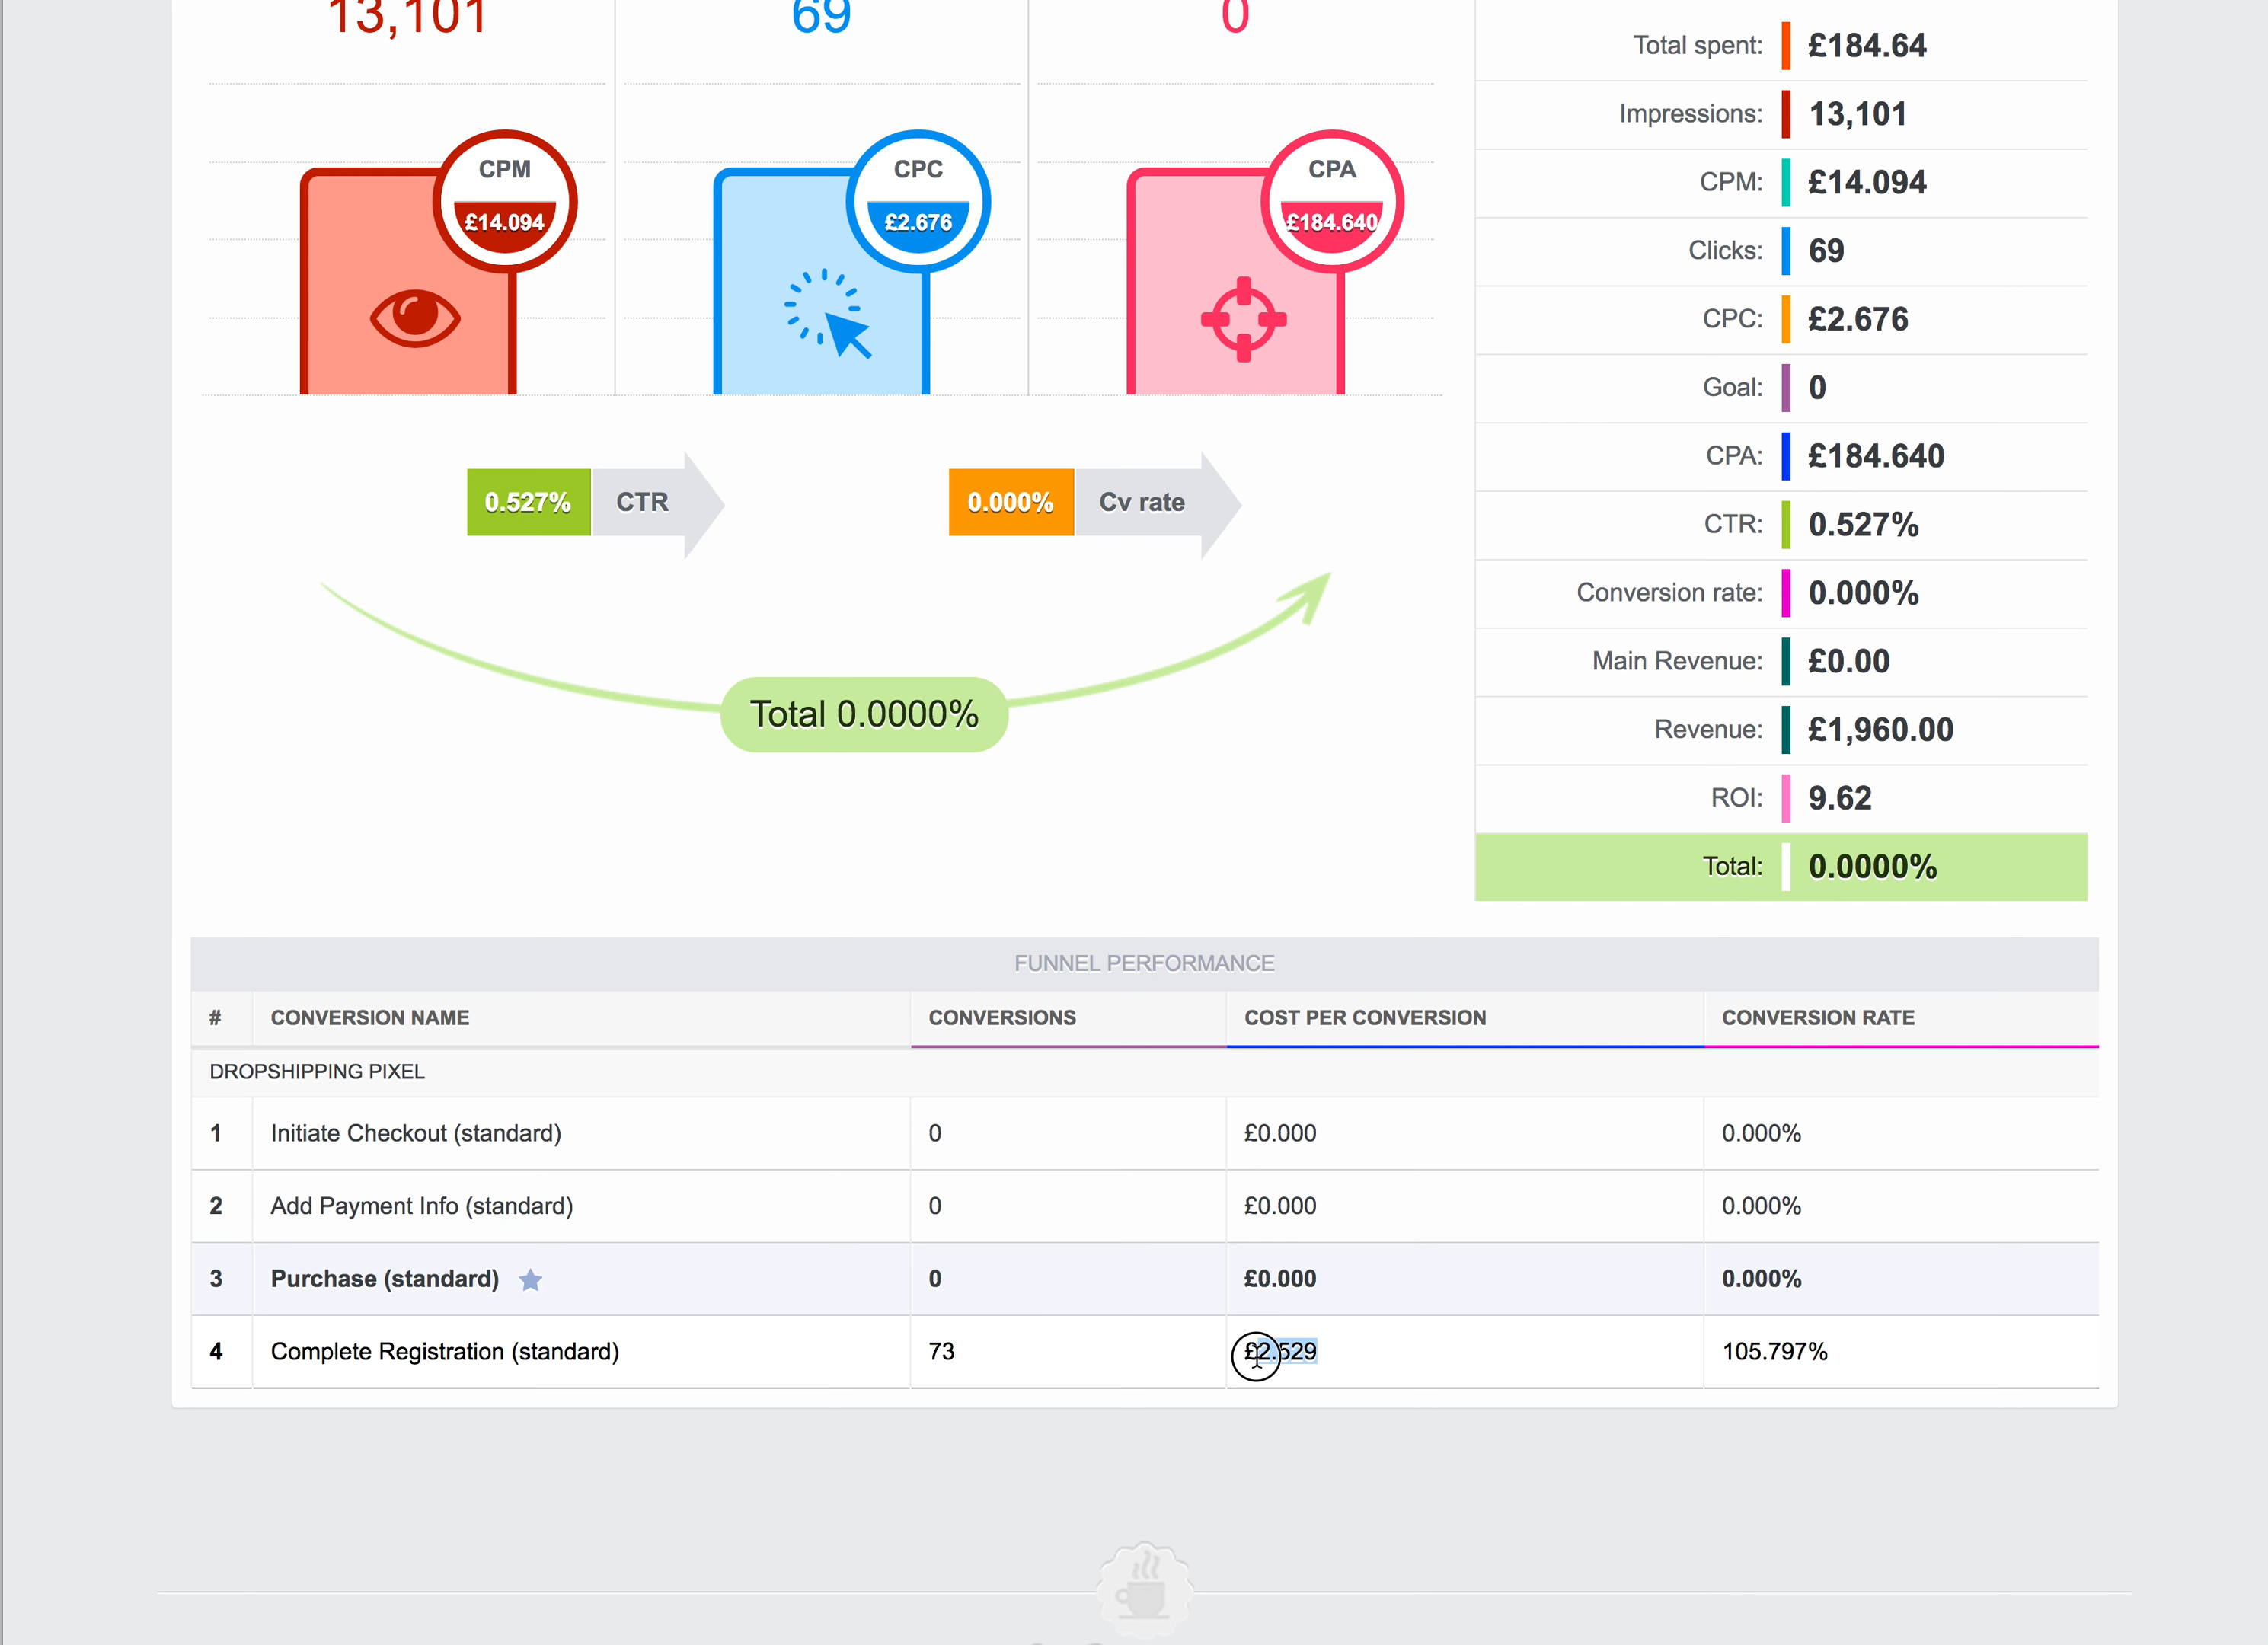 13,101
69
0
CPM
£14.094
CPC
£2.676
CPA
£184.640
0.527% CTR
0.000% Cv rate
Total 0.0000%
Total spent: £184.64
Impressions: 13,101
CPM: £14.094
Clicks: 69
CPC: £2.676
Goal: 0
CPA: £184.640
CTR: 0.527%
Conversion rate: 0.000%
Main Revenue: £0.00
Revenue: £1,960.00
ROI: 9.62
Total: 0.0000%
FUNNEL PERFORMANCE
# CONVERSION NAME CONVERSIONS COST PER CONVERSION CONVERSION RATE
DROPSHIPPING PIXEL
1 Initiate Checkout (standard) 0 £0.000 0.000%
2 Add Payment Info (standard) 0 £0.000 0.000%
3 Purchase (standard) 0 £0.000 0.000%
4 Complete Registration (standard) 73 £2.529 105.797%